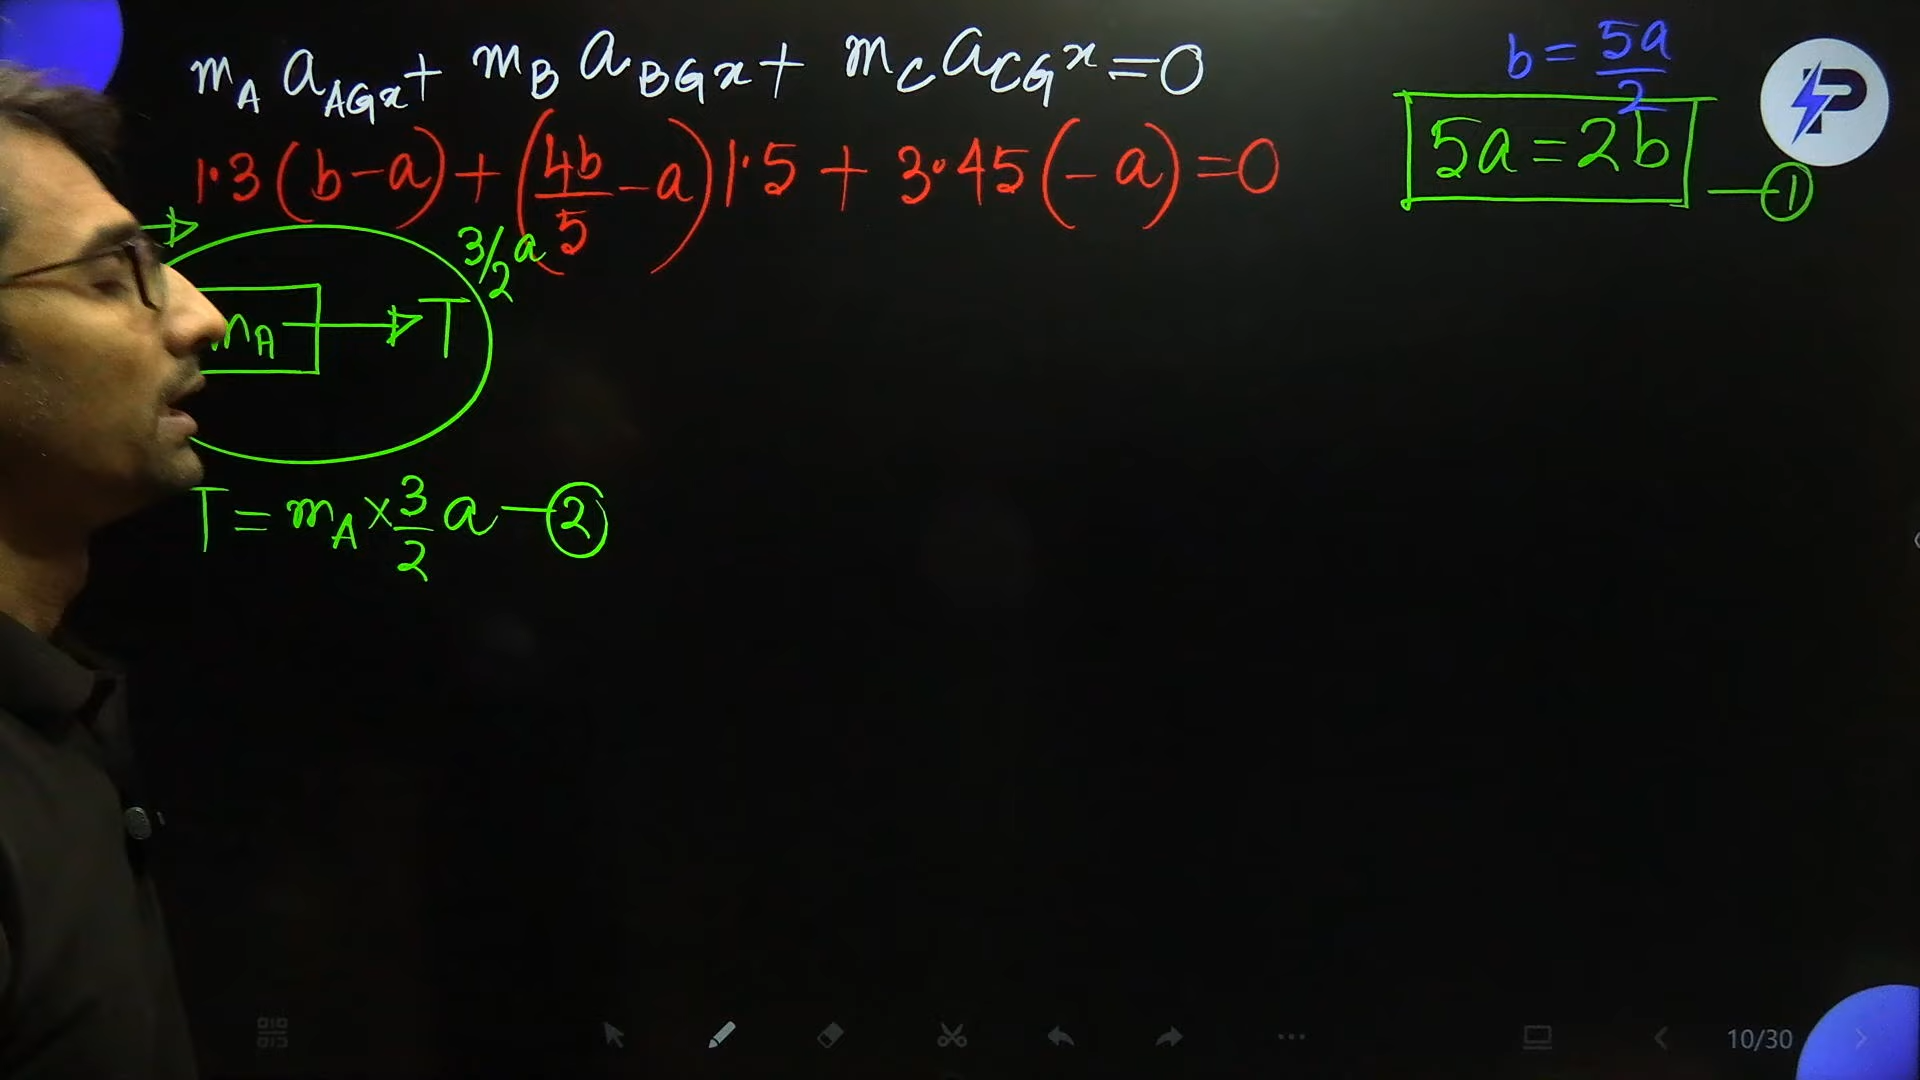 m_A a_AGx + m_B a_BGx + m_C a_CGx = 0
1.3(b-a) + (4b/5 - a)1.5 + 3.45(-a) = 0
b = 5a/2
5a = 2b — ①
3/2 a
m_A → T
T = m_A × 3/2 a — ②
10/30